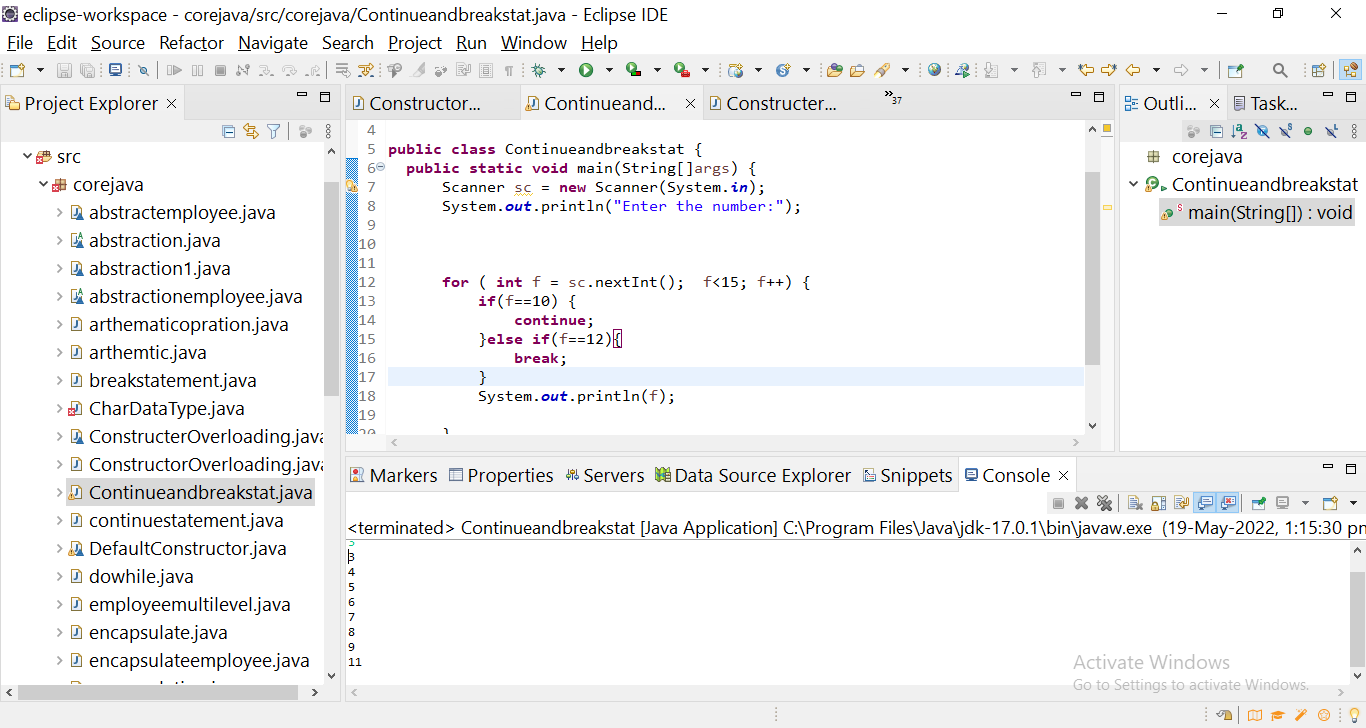 eclipse-workspace - corejava/src/corejava/Continueandbreakstat.java - Eclipse IDE
File Edit Source Refactor Navigate Search Project Run Window Help
Project Explorer
src
corejava
abstractemployee.java
abstraction.java
abstraction1.java
abstractionemployee.java
arthematicopration.java
arthemtic.java
breakstatement.java
CharDataType.java
ConstructerOverloading.java
ConstructorOverloading.java
Continueandbreakstat.java
continuestatement.java
DefaultConstructor.java
dowhile.java
employeemultilevel.java
encapsulate.java
encapsulateemployee.java
Constructor... Continueand... Constructer... »37
4
5 public class Continueandbreakstat {
6 public static void main(String[]args) {
7 Scanner sc = new Scanner(System.in);
8 System.out.println("Enter the number:");
9
10
11
12 for ( int f = sc.nextInt();  f<15; f++) {
13 if(f==10) {
14 continue;
15 }else if(f==12){
16 break;
17 }
18 System.out.println(f);
19
20 }
Outli... Task...
corejava
Continueandbreakstat
main(String[]) : void
Markers Properties Servers Data Source Explorer Snippets Console
<terminated> Continueandbreakstat [Java Application] C:\Program Files\Java\jdk-17.0.1\bin\javaw.exe (19-May-2022, 1:15:30 pm
3
4
5
6
7
8
9
11
Activate Windows
Go to Settings to activate Windows.